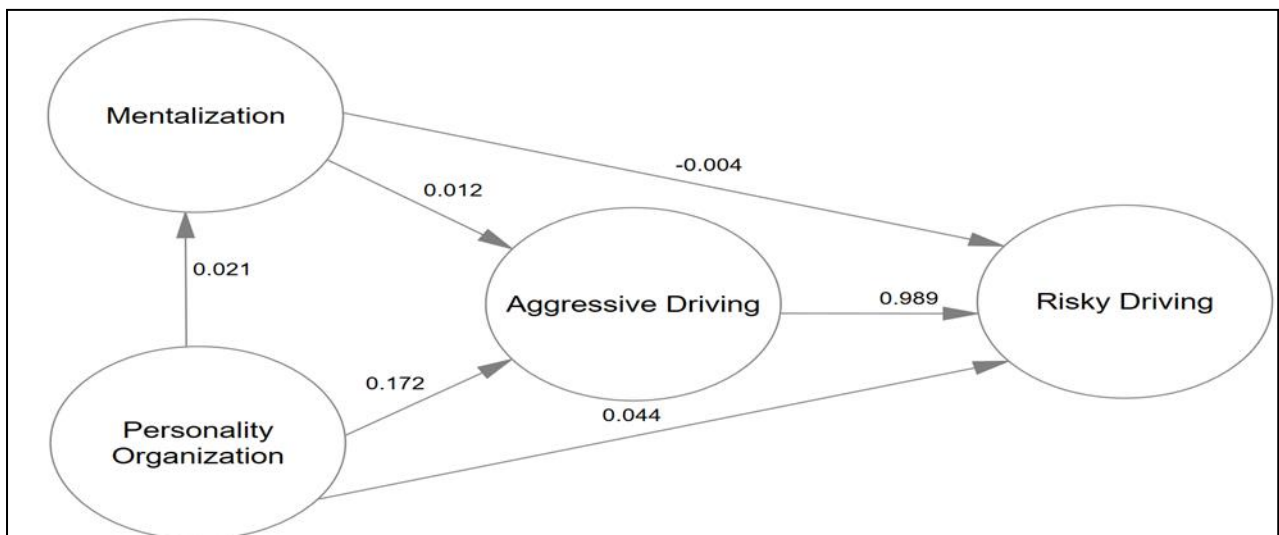 Mentalization
-0.004
0.012
0.021
Aggressive Driving
0.989
Risky Driving
0.172
0.044
Personality
Organization